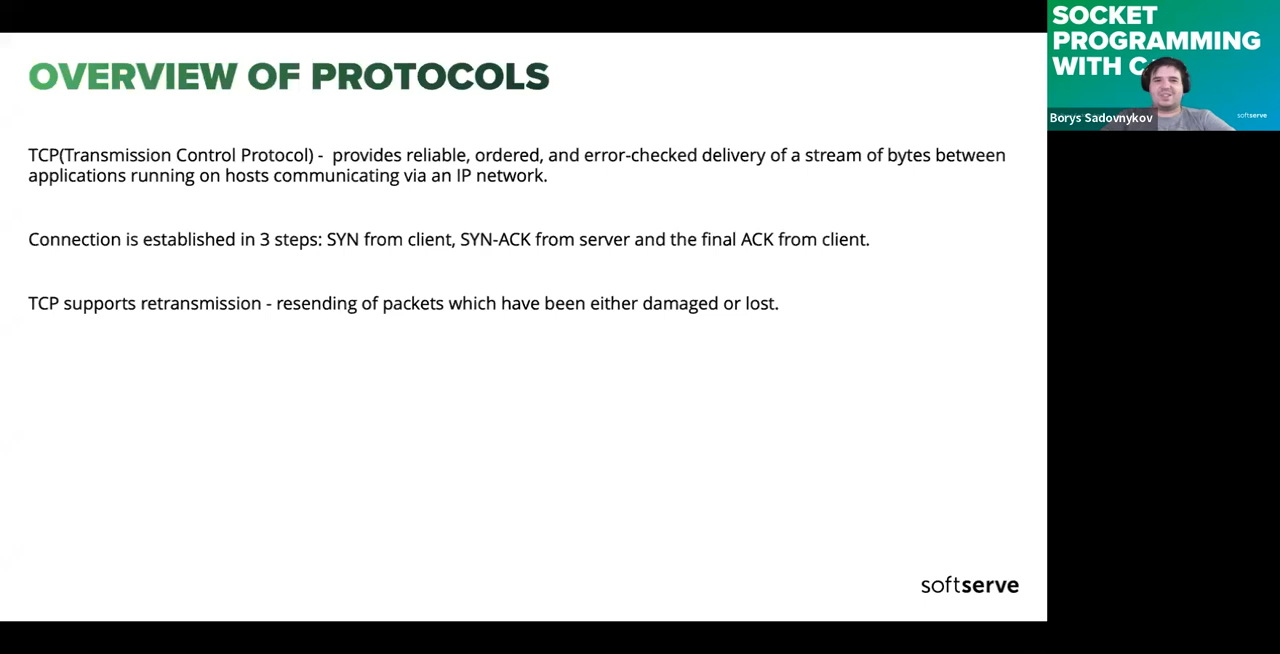 OVERVIEW OF PROTOCOLS
TCP(Transmission Control Protocol) -  provides reliable, ordered, and error-checked delivery of a stream of bytes between
applications running on hosts communicating via an IP network.
Connection is established in 3 steps: SYN from client, SYN-ACK from server and the final ACK from client.
TCP supports retransmission - resending of packets which have been either damaged or lost.
softserve
SOCKET
PROGRAMMING
WITH
Borys Sadovnykov
softserve